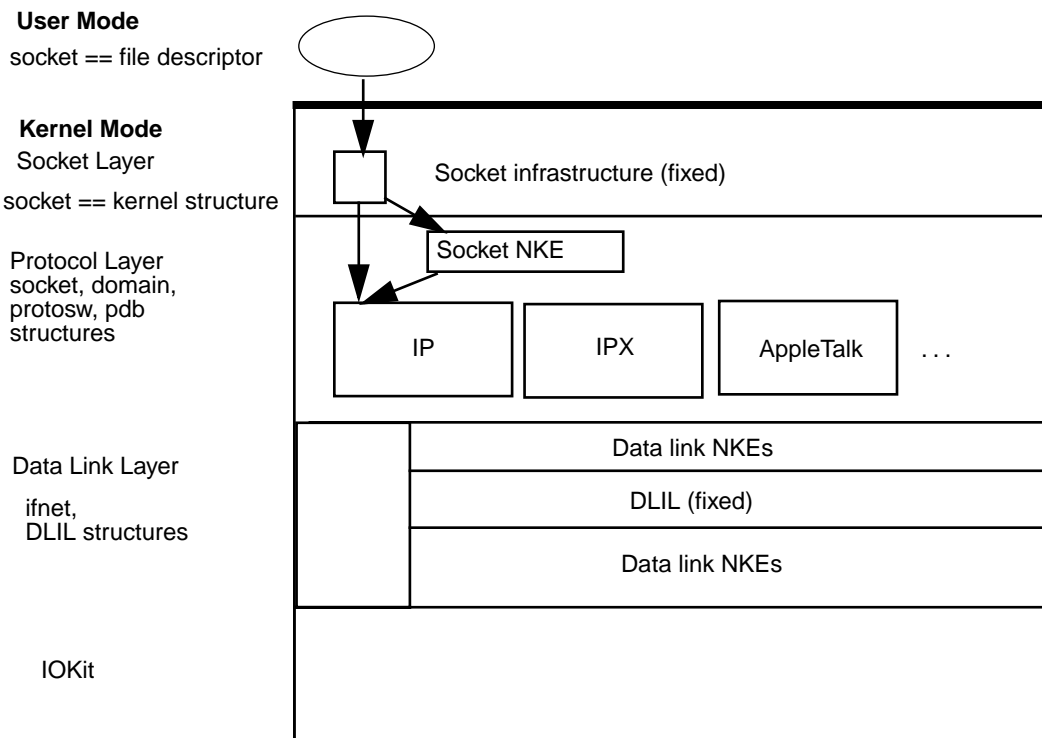 User Mode
socket == file descriptor
Kernel Mode
Socket Layer
socket == kernel structure
Socket infrastructure (fixed)
Protocol Layer
socket, domain,
protosw, pdb
structures
Socket NKE
IP
IPX
AppleTalk
. . .
Data Link Layer
ifnet,
DLIL structures
Data link NKEs
DLIL (fixed)
Data link NKEs
IOKit